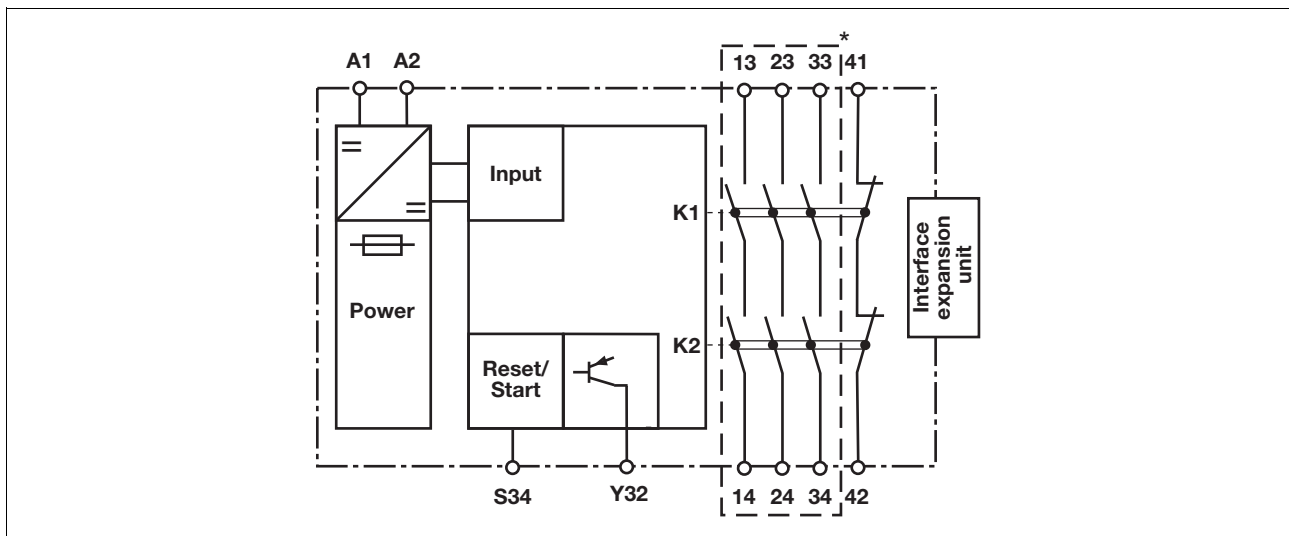 *
A1 A2 13 23 33 41
Input
K1
Interface
expansion
unit
Power
K2
Reset/
Start
S34 Y32 14 24 34 42